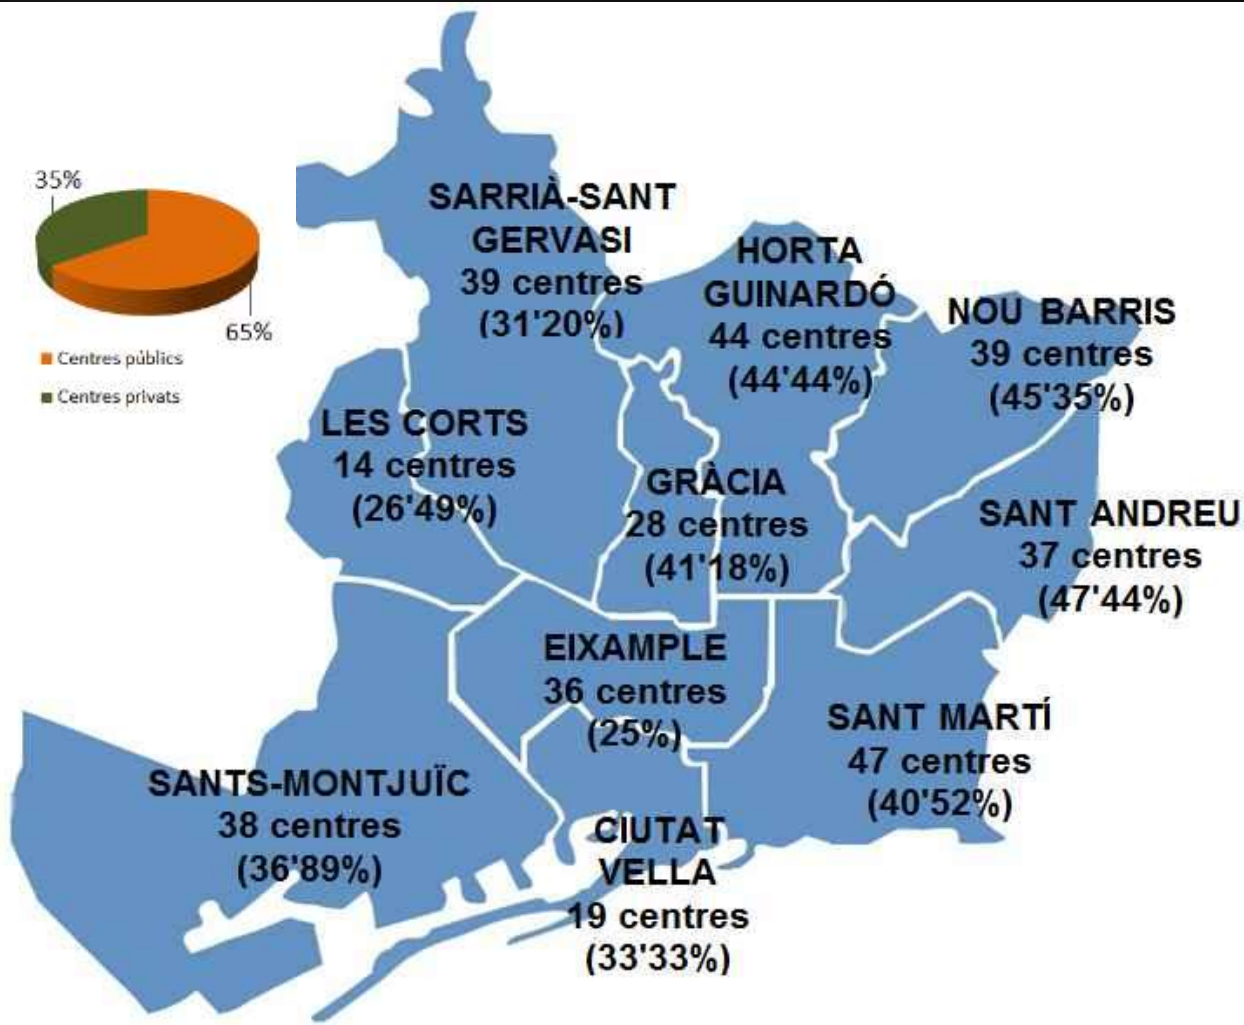 35%
65%
Centres públics
Centres privats
SARRIÀ-SANT
GERVASI
39 centres
(31'20%)
HORTA
GUINARDÓ
44 centres
(44'44%)
NOU BARRIS
39 centres
(45'35%)
LES CORTS
14 centres
(26'49%)
GRÀCIA
28 centres
(41'18%)
SANT ANDREU
37 centres
(47'44%)
EIXAMPLE
36 centres
(25%)
SANT MARTÍ
47 centres
(40'52%)
SANTS-MONTJUÏC
38 centres
(36'89%)
CIUTAT
VELLA
19 centres
(33'33%)